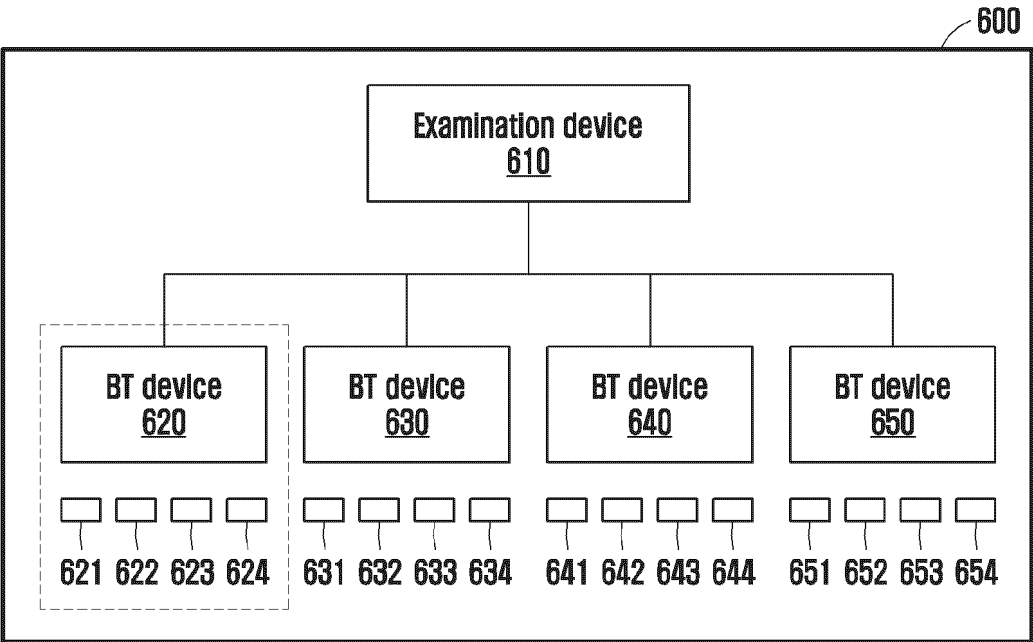 600
Examination device
610
BT device
620
BT device
630
BT device
640
BT device
650
621 622 623 624 631 632 633 634 641 642 643 644 651 652 653 654